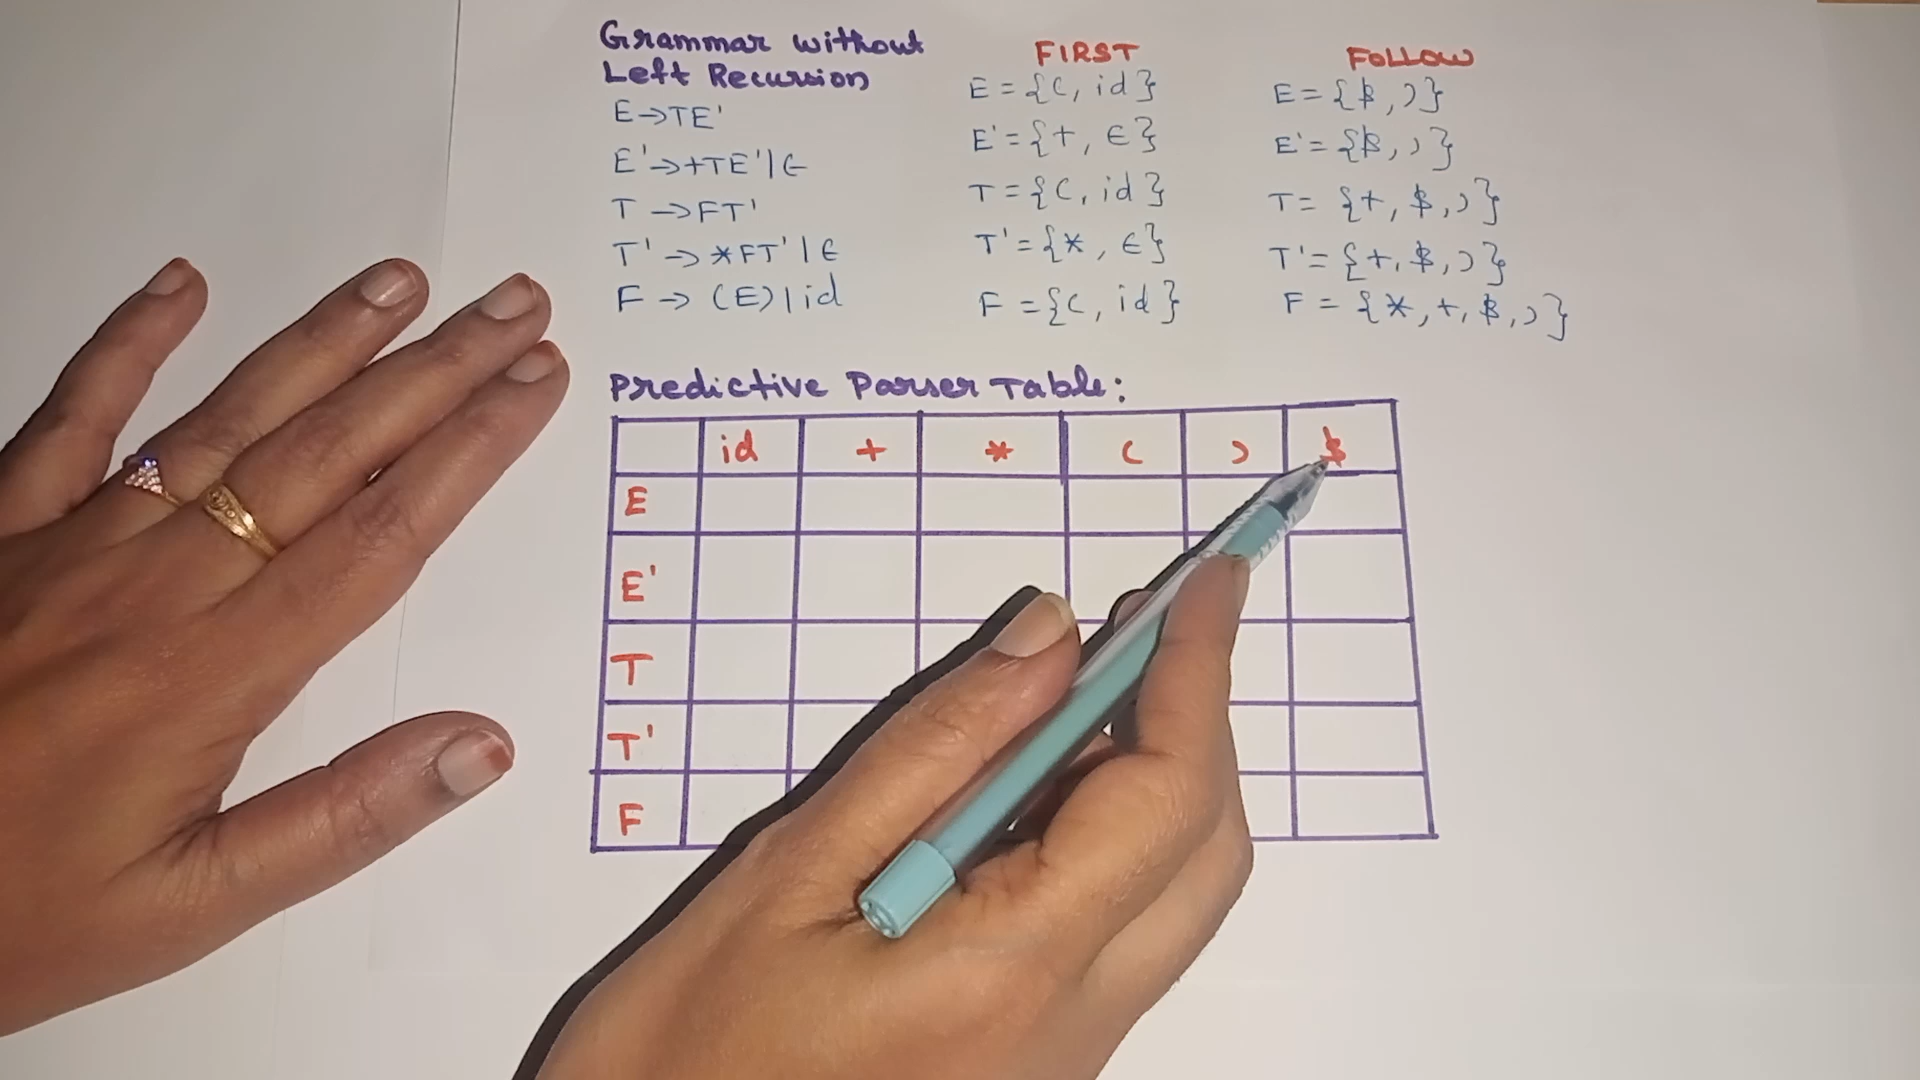 Grammar without
Left Recursion
E→TE'
E'→+TE'|ϵ
T→FT'
T'→*FT'|ϵ
F→(E)|id
FIRST
E={(, id}
E'={+, ϵ}
T={(, id}
T'={*, ϵ}
F={(, id}
FOLLOW
E={$,)}
E'={$,)}
T={+,$,)}
T'={+,$,)}
F={*,+,$,)}
Predictive Parser Table:
id + * ( ) $
E
E'
T
T'
F